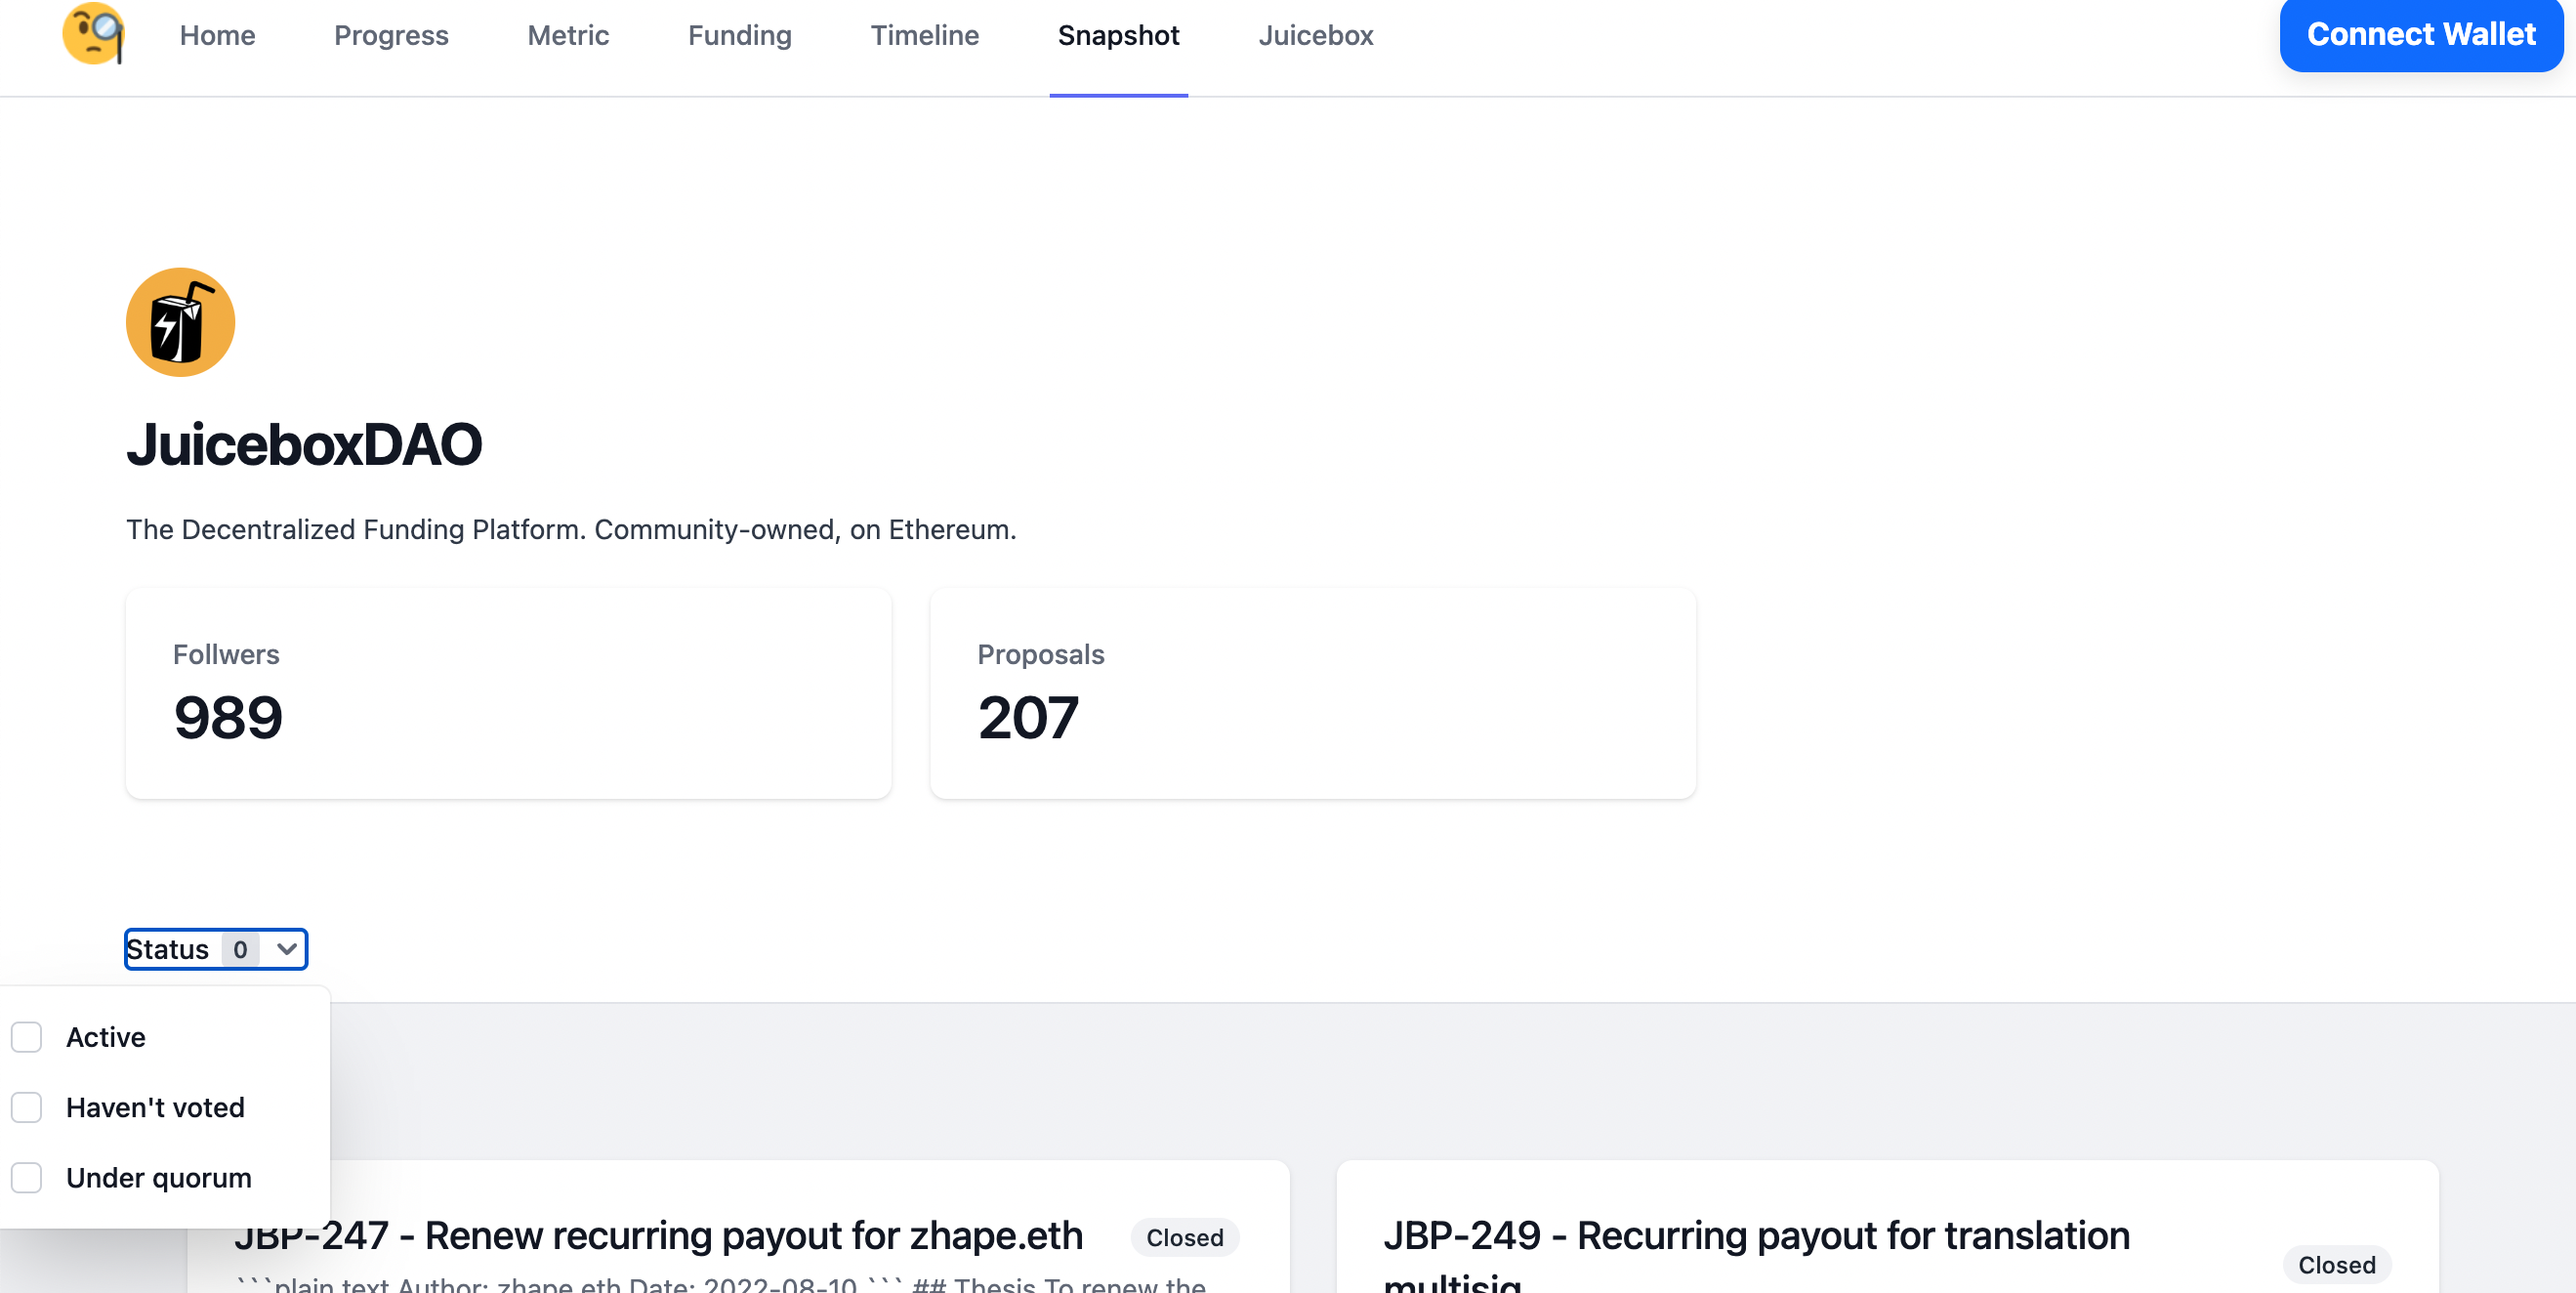 Home Progress Metric Funding Timeline Snapshot Juicebox Connect Wallet
JuiceboxDAO
The Decentralized Funding Platform. Community-owned, on Ethereum.
Follwers Proposals
989 207
Status 0
Active
Haven't voted
Under quorum
JBP-247 - Renew recurring payout for zhape.eth Closed
```plain text Author: zhape.eth Date: 2022-08-10 ``` ## Thesis To renew the
JBP-249 - Recurring payout for translation
multisig Closed